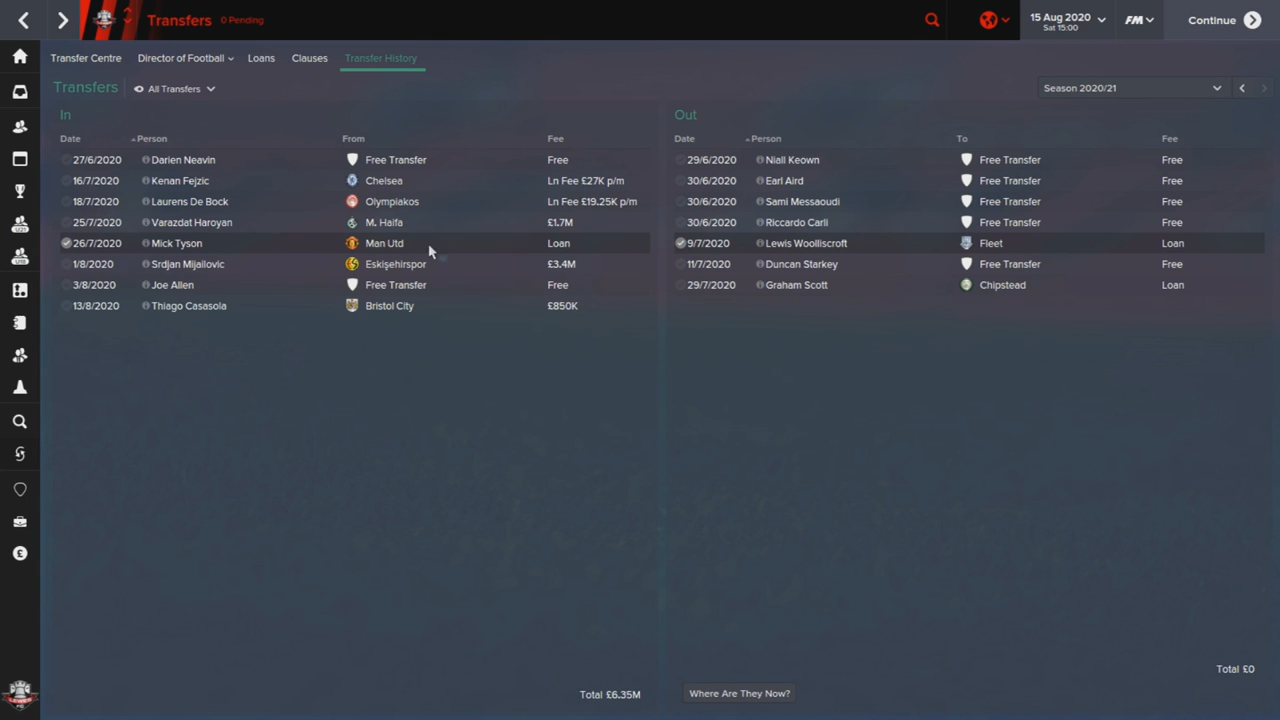 Transfers 0 Pending 15 Aug 2020 FM Continue
Sat 15:00
Transfer Centre Director of Football Loans Clauses Transfer History
Transfers All Transfers Season 2020/21
In
Date Person From Fee
27/6/2020 Darien Neavin Free Transfer Free
16/7/2020 Kenan Fejzic Chelsea Ln Fee £27K p/m
18/7/2020 Laurens De Bock Olympiakos Ln Fee £19.25K p/m
25/7/2020 Varazdat Haroyan M. Haifa £1.7M
26/7/2020 Mick Tyson Man Utd Loan
1/8/2020 Srdjan Mijallovic Eskişehirspor £3.4M
3/8/2020 Joe Allen Free Transfer Free
13/8/2020 Thiago Casasola Bristol City £850K
Total £6.35M
Out
Date Person To Fee
29/6/2020 Niall Keown Free Transfer Free
30/6/2020 Earl Aird Free Transfer Free
30/6/2020 Sami Messaoudi Free Transfer Free
30/6/2020 Riccardo Carli Free Transfer Free
9/7/2020 Lewis Woolliscroft Fleet Loan
11/7/2020 Duncan Starkey Free Transfer Free
29/7/2020 Graham Scott Chipstead Loan
Total £0
Where Are They Now?